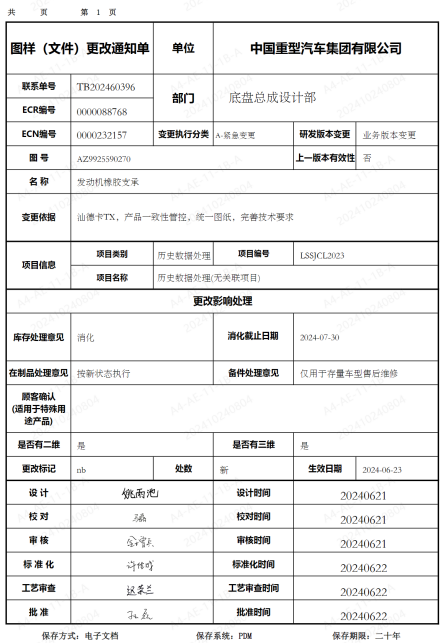 共 页 第 1 页
图样（文件）更改通知单 单位 中国重型汽车集团有限公司
联系单号 TB202460396 部门 底盘总成设计部
ECR编号 0000088768
ECN编号 0000232157 变更执行分类 A-紧急变更 研发版本变更 业务版本变更
图 号 AZ9925590270 上一版本有效性 否
名 称 发动机橡胶支承
变更依据 汕德卡TX，产品一致性管控，统一图纸，完善技术要求
项目信息 项目类别 历史数据处理 项目编号 LSSJCL2023
项目名称 历史数据处理(无关联项目)
更改影响处理
库存处理意见 消化 消化截止日期 2024-07-30
在制品处理意见 按新状态执行 备件处理意见 仅用于存量车型售后维修
顾客确认
(适用于特殊用
途产品)
是否有二维 是 是否有三维 是
更改标记 nb 处数 新 生效日期 2024-06-23
设 计 设计时间 20240621
校 对 校对时间 20240621
审 核 审核时间 20240621
标 准 化 标准化时间 20240622
工艺审查 工艺审查时间 20240622
批 准 批准时间 20240622
保存方式：电子文档 保存系统：PDM 保存期限：二十年